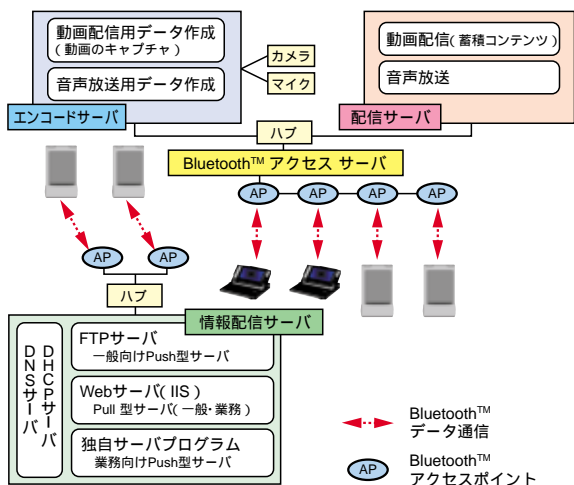 動画配信用データ作成
(動画のキャプチャ)
音声放送用データ作成
エンコードサーバ
カメラ
マイク
動画配信(蓄積コンテンツ)
音声放送
配信サーバ
ハブ
Bluetooth™ アクセス サーバ
AP
AP
AP
AP
AP
AP
ハブ
情報配信サーバ
DHCPサーバ
DNSサーバ
FTPサーバ
一般向けPush型サーバ
Webサーバ(IIS)
Pull 型サーバ(一般・業務)
独自サーバプログラム
業務向けPush型サーバ
Bluetooth™
データ通信
AP
Bluetooth™
アクセスポイント